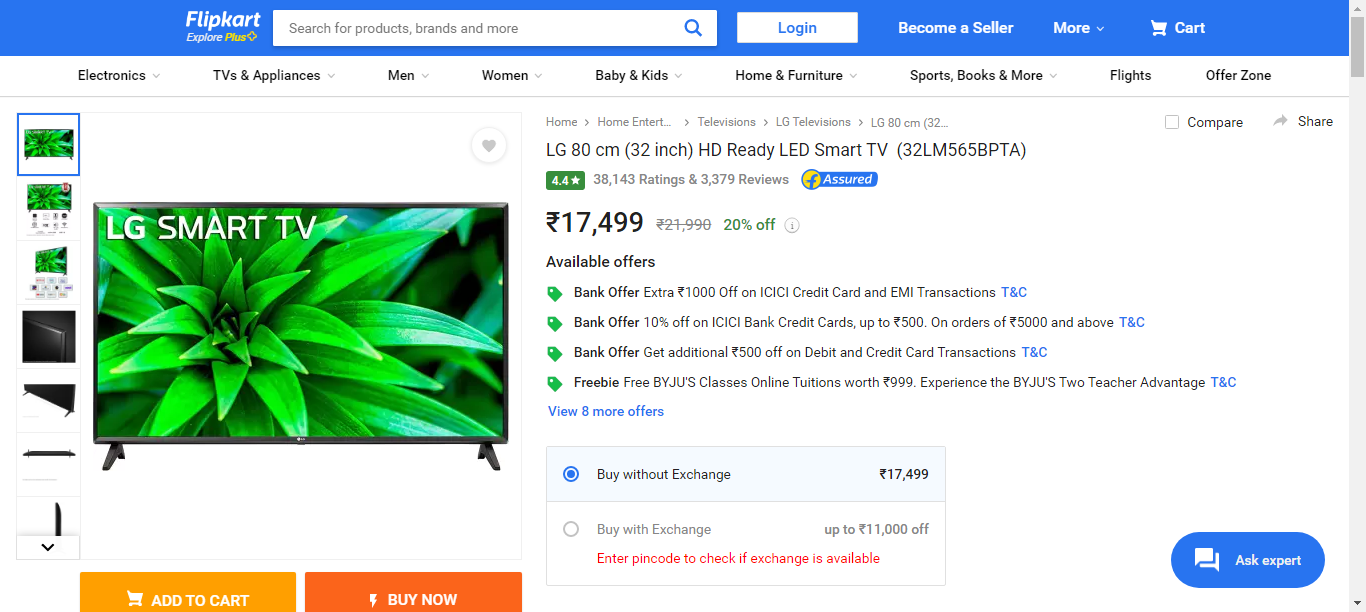 Flipkart
Explore Plus
Search for products, brands and more
Login
Become a Seller
More
Cart
Electronics
TVs & Appliances
Men
Women
Baby & Kids
Home & Furniture
Sports, Books & More
Flights
Offer Zone
Home
Home Entert...
Televisions
LG Televisions
LG 80 cm (32...
Compare
Share
LG 80 cm (32 inch) HD Ready LED Smart TV (32LM565BPTA)
4.4★ 38,143 Ratings & 3,379 Reviews Assured
₹17,499 ₹21,990 20% off
Available offers
Bank Offer Extra ₹1000 Off on ICICI Credit Card and EMI Transactions T&C
Bank Offer 10% off on ICICI Bank Credit Cards, up to ₹500. On orders of ₹5000 and above T&C
Bank Offer Get additional ₹500 off on Debit and Credit Card Transactions T&C
Freebie Free BYJU'S Classes Online Tuitions worth ₹999. Experience the BYJU'S Two Teacher Advantage T&C
View 8 more offers
Buy without Exchange ₹17,499
Buy with Exchange up to ₹11,000 off
Enter pincode to check if exchange is available
LG SMART TV
LG
ADD TO CART
BUY NOW
Ask expert